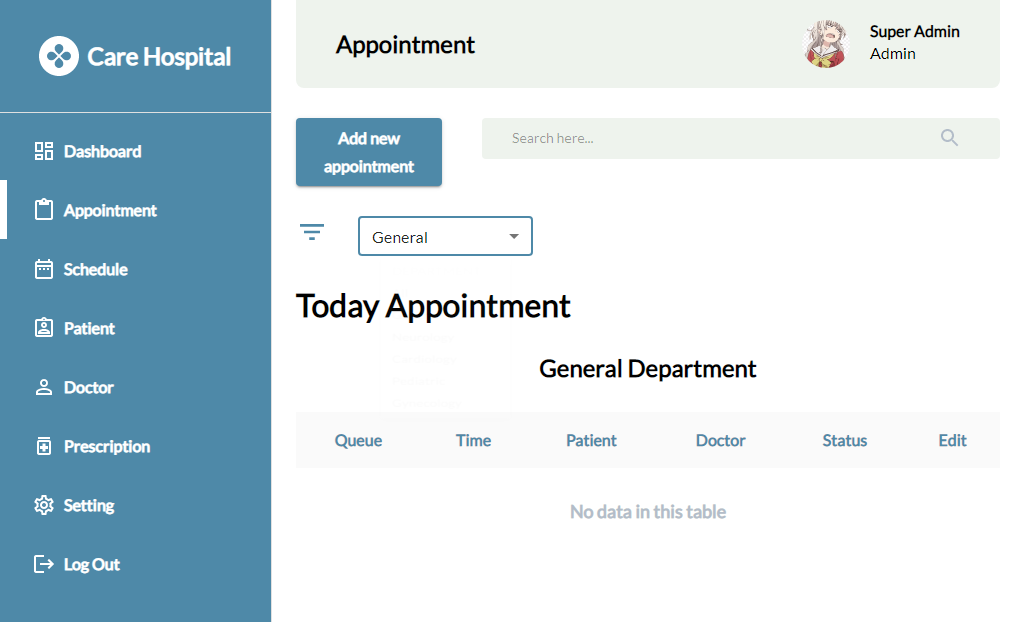 Care Hospital
Dashboard
Appointment
Schedule
Patient
Doctor
Prescription
Setting
Log Out
Appointment
Super Admin
Admin
Add new
appointment
Search here...
General
Today Appointment
General Department
Queue Time Patient Doctor Status Edit
No data in this table